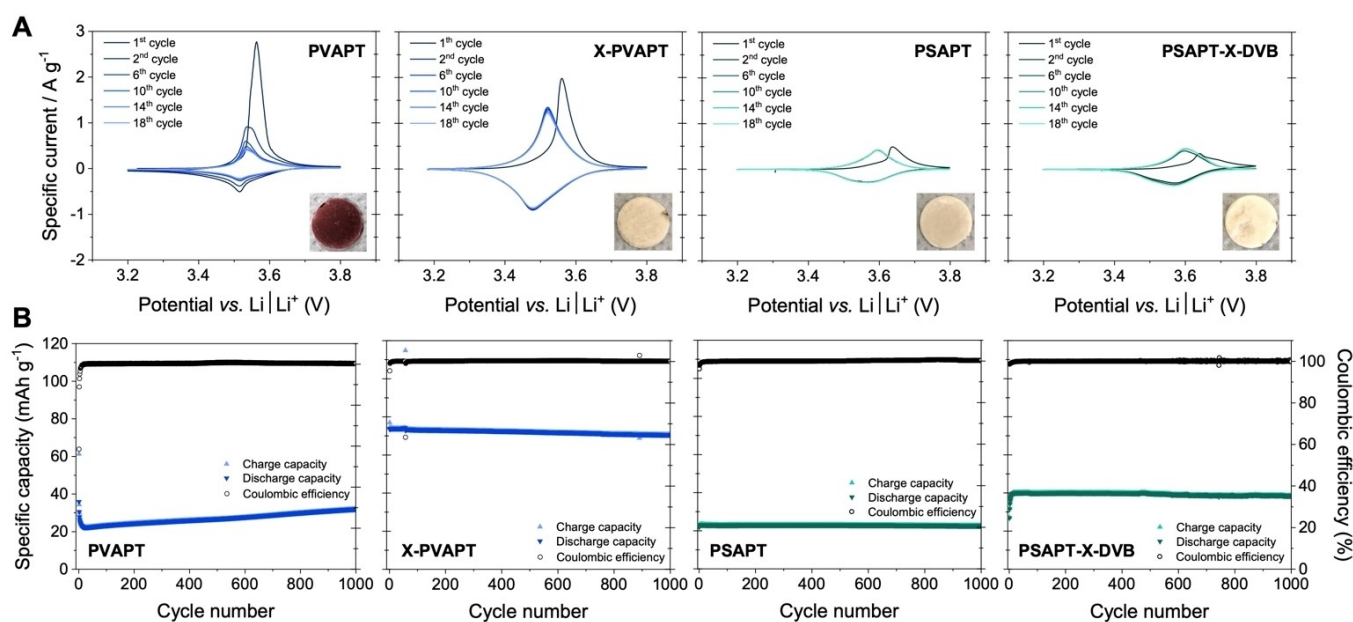 A
PVAPT
1st cycle
2nd cycle
6th cycle
10th cycle
14th cycle
18th cycle
X-PVAPT
1th cycle
2nd cycle
6th cycle
10th cycle
14th cycle
18th cycle
PSAPT
1st cycle
2nd cycle
6th cycle
10th cycle
14th cycle
18th cycle
PSAPT-X-DVB
1st cycle
2nd cycle
6th cycle
10th cycle
14th cycle
18th cycle
Specific current / A g-1
3
2
1
0
-1
-2
3.2 3.4 3.6 3.8
3.2 3.4 3.6 3.8
3.2 3.4 3.6 3.8
3.2 3.4 3.6 3.8
Potential vs. Li|Li+ (V)
Potential vs. Li|Li+ (V)
Potential vs. Li|Li+ (V)
Potential vs. Li|Li+ (V)
B
Specific capacity (mAh g-1)
120
100
80
60
40
20
0
Charge capacity
Discharge capacity
Coulombic efficiency
PVAPT
Charge capacity
Discharge capacity
Coulombic efficiency
X-PVAPT
Charge capacity
Discharge capacity
Coulombic efficiency
PSAPT
Charge capacity
Discharge capacity
Coulombic efficiency
PSAPT-X-DVB
100
80
60
40
20
0
Coulombic efficiency (%)
0 200 400 600 800 1000
0 200 400 600 800 1000
0 200 400 600 800 1000
0 200 400 600 800 1000
Cycle number
Cycle number
Cycle number
Cycle number